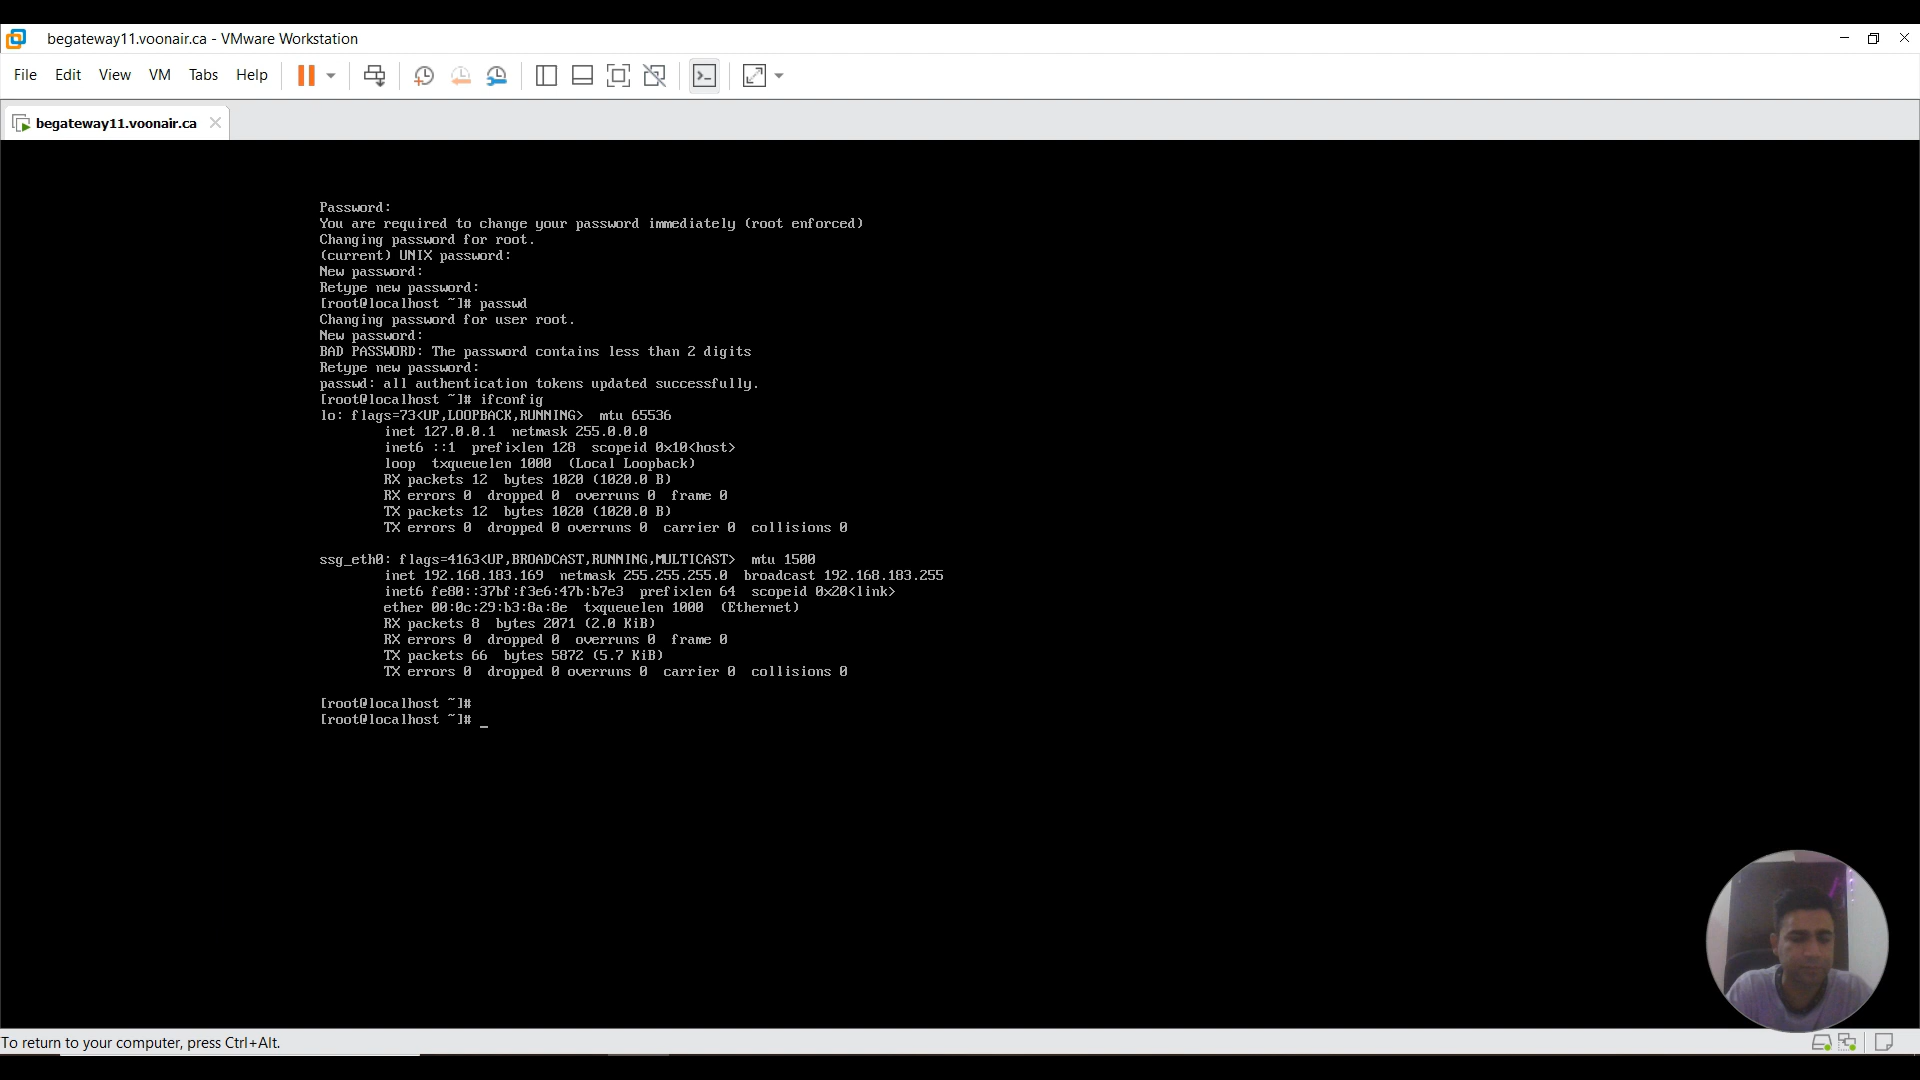 begateway11.voonair.ca - VMware Workstation
File Edit View VM Tabs Help
begateway11.voonair.ca
Password:
You are required to change your password immediately (root enforced)
Changing password for root.
(current) UNIX password:
New password:
Retype new password:
[root@localhost ~]# passwd
Changing password for user root.
New password:
BAD PASSWORD: The password contains less than 2 digits
Retype new password:
passwd: all authentication tokens updated successfully.
[root@localhost ~]# ifconfig
lo: flags=73<UP,LOOPBACK,RUNNING>  mtu 65536
        inet 127.0.0.1  netmask 255.0.0.0
        inet6 ::1  prefixlen 128  scopeid 0x10<host>
        loop  txqueuelen 1000  (Local Loopback)
        RX packets 12  bytes 1020 (1020.0 B)
        RX errors 0  dropped 0  overruns 0  frame 0
        TX packets 12  bytes 1020 (1020.0 B)
        TX errors 0  dropped 0 overruns 0  carrier 0  collisions 0
ssg_eth0: flags=4163<UP,BROADCAST,RUNNING,MULTICAST>  mtu 1500
        inet 192.168.183.169  netmask 255.255.255.0  broadcast 192.168.183.255
        inet6 fe80::37bf:f3e6:47b:b7e3  prefixlen 64  scopeid 0x20<link>
        ether 00:0c:29:b3:8a:8e  txqueuelen 1000  (Ethernet)
        RX packets 8  bytes 2071 (2.0 KiB)
        RX errors 0  dropped 0  overruns 0  frame 0
        TX packets 66  bytes 5872 (5.7 KiB)
        TX errors 0  dropped 0 overruns 0  carrier 0  collisions 0
[root@localhost ~]#
[root@localhost ~]# _
To return to your computer, press Ctrl+Alt.